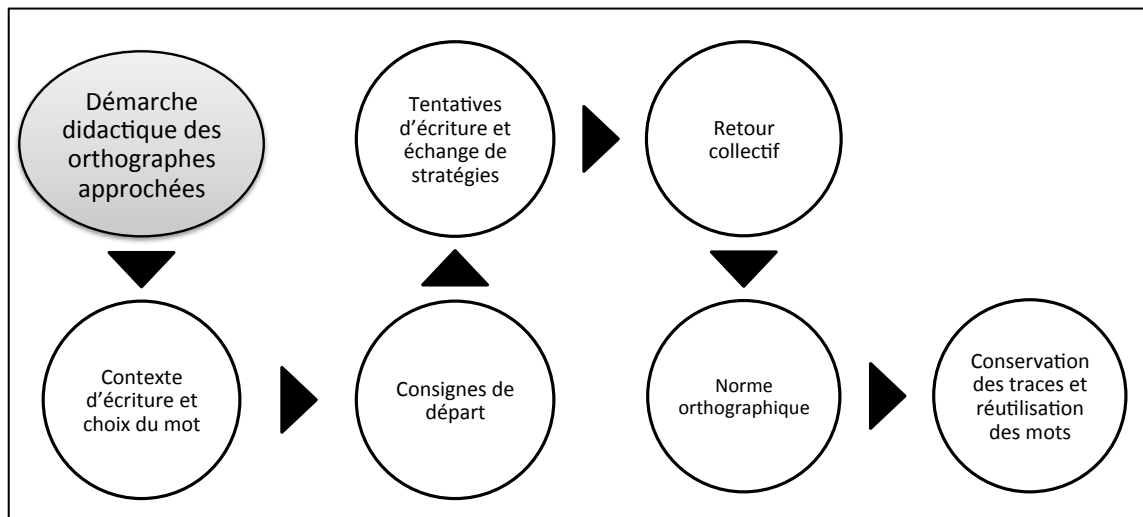 Démarche
didactique des
orthographes
approchées
Contexte
d’écriture et
choix du mot
Consignes de
départ
Tentatives
d’écriture et
échange de
stratégies
Retour
collectif
Norme
orthographique
Conservation
des traces et
réutilisation
des mots